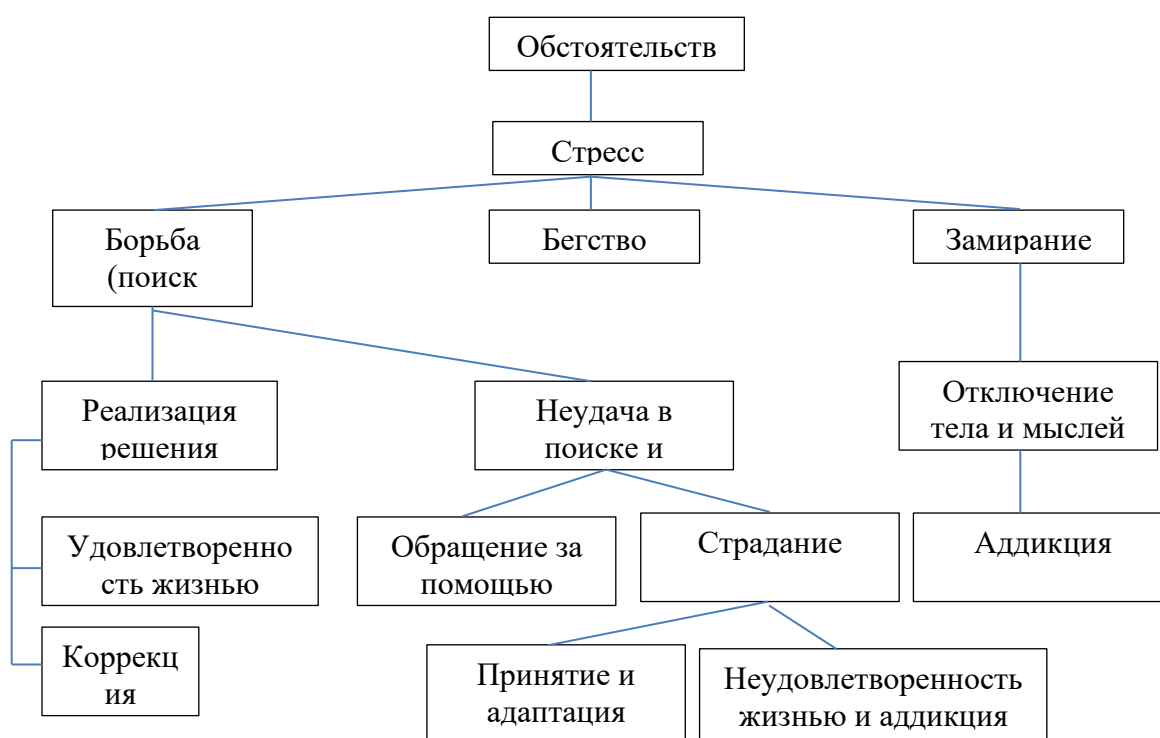 Обстоятельств
Стресс
Борьба
(поиск
Бегство
Замирание
Реализация
решения
Неудача в
поиске и
Отключение
тела и мыслей
Удовлетворенно
сть жизнью
Обращение за
помощью
Страдание
Аддикция
Коррекц
ия
Принятие и
адаптация
Неудовлетворенность
жизнью и аддикция